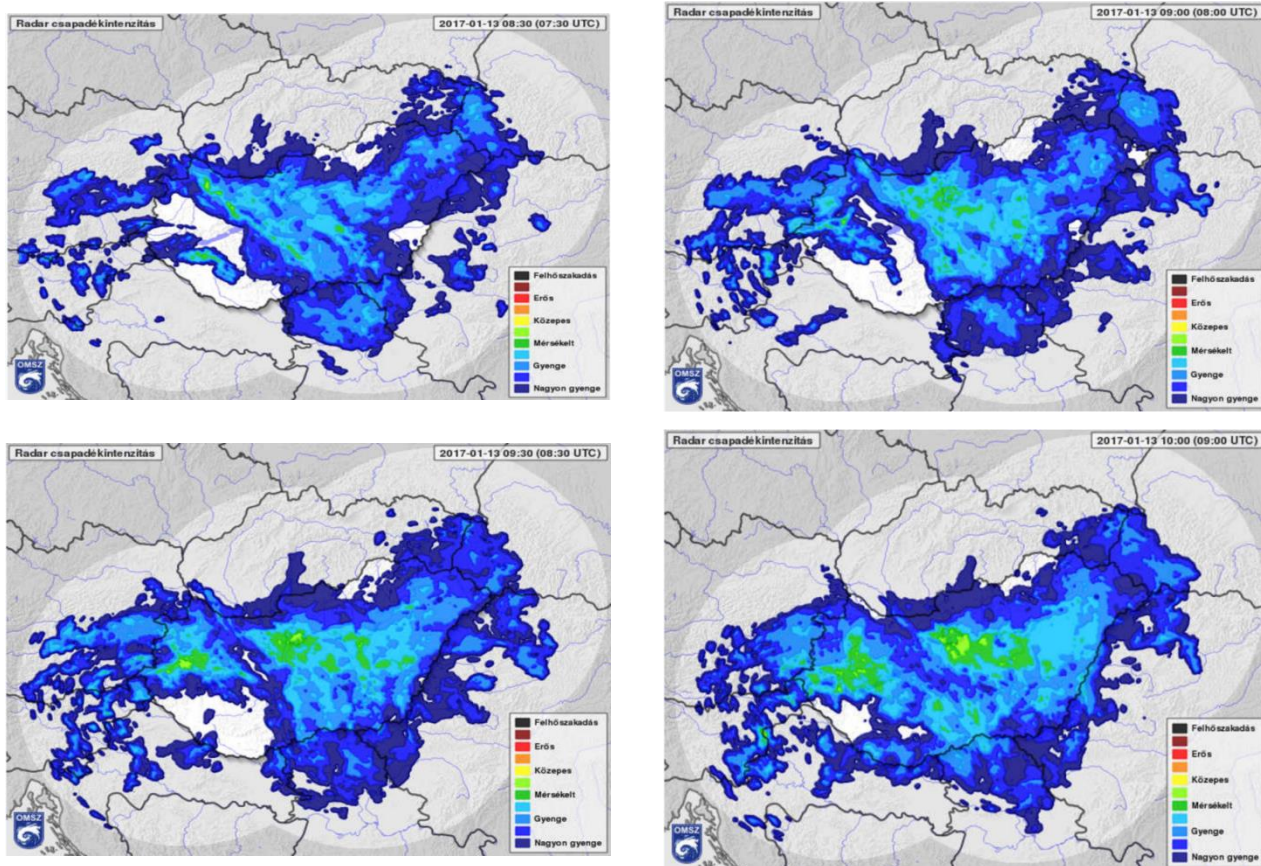 Radar csapadékintenzitás
2017-01-13 08:30 (07:30 UTC)
Felhőszakadás
Erős
Közepes
Mérsékelt
Gyenge
Nagyon gyenge
OMSZ
Radar csapadékintenzitás
2017-01-13 09:00 (08:00 UTC)
Felhőszakadás
Erős
Közepes
Mérsékelt
Gyenge
Nagyon gyenge
OMSZ
Radar csapadékintenzitás
2017-01-13 09:30 (08:30 UTC)
Felhőszakadás
Erős
Közepes
Mérsékelt
Gyenge
Nagyon gyenge
OMSZ
Radar csapadékintenzitás
2017-01-13 10:00 (09:00 UTC)
Felhőszakadás
Erős
Közepes
Mérsékelt
Gyenge
Nagyon gyenge
OMSZ